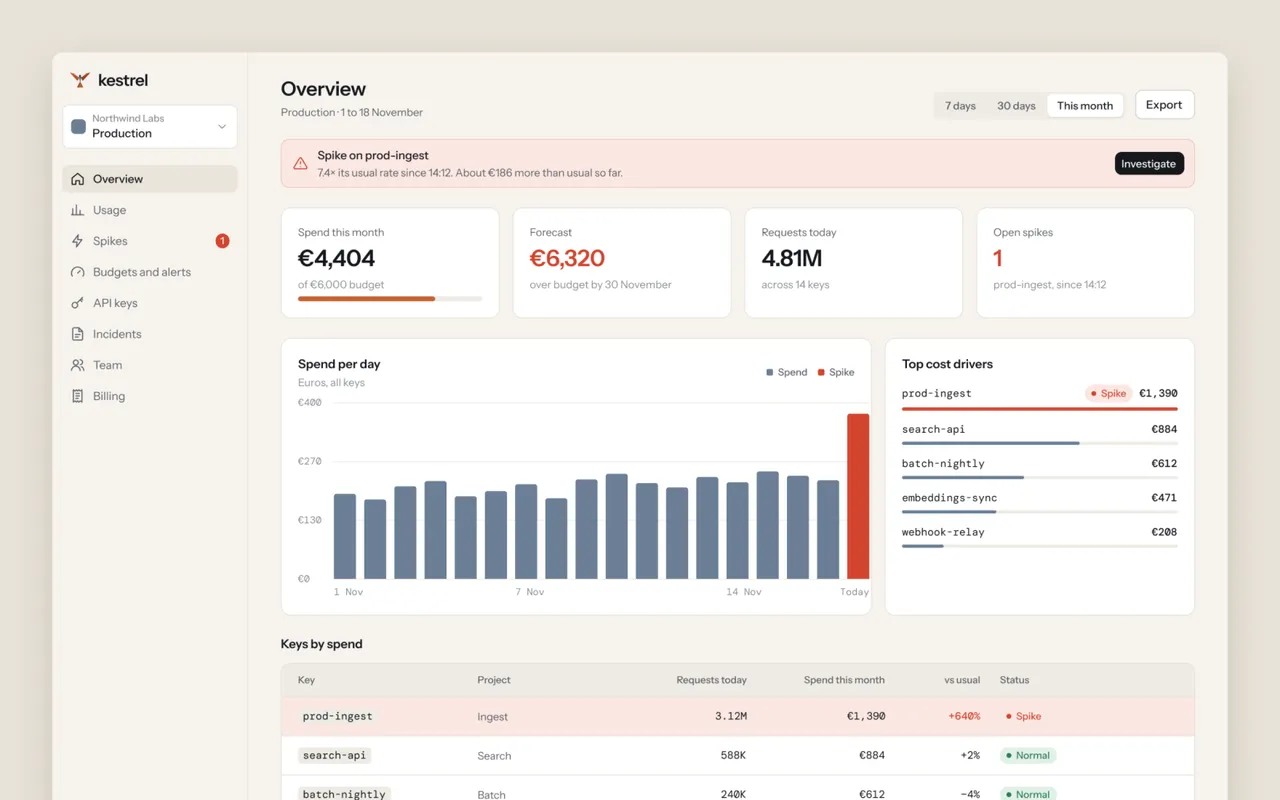 kestrel
Northwind Labs
Production
Overview
Usage
Spikes
1
Budgets and alerts
API keys
Incidents
Team
Billing
Overview
Production · 1 to 18 November
7 days
30 days
This month
Export
Spike on prod-ingest
7.4× its usual rate since 14:12. About €186 more than usual so far.
Investigate
Spend this month
€4,404
of €6,000 budget
Forecast
€6,320
over budget by 30 November
Requests today
4.81M
across 14 keys
Open spikes
1
prod-ingest, since 14:12
Spend per day
Euros, all keys
Spend
Spike
€400
€270
€130
€0
1 Nov
7 Nov
14 Nov
Today
Top cost drivers
prod-ingest Spike €1,390
search-api €884
batch-nightly €612
embeddings-sync €471
webhook-relay €208
Keys by spend
Key Project Requests today Spend this month vs usual Status
prod-ingest Ingest 3.12M €1,390 +640% Spike
search-api Search 588K €884 +2% Normal
batch-nightly Batch 240K €612 −4% Normal